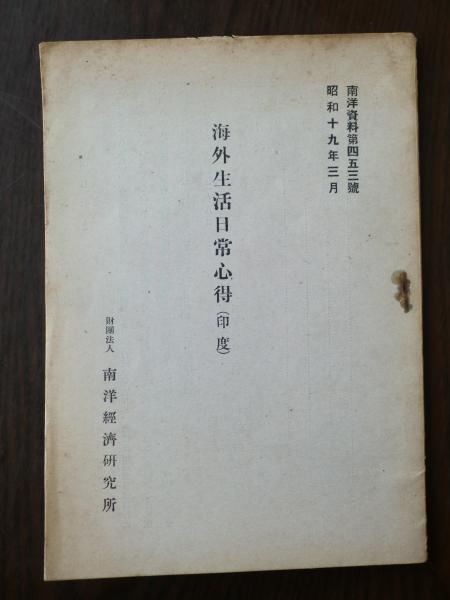 南洋資料第四五三號
昭和十九年三月
海外生活日常心得(印度)
財團法人 南洋經濟研究所